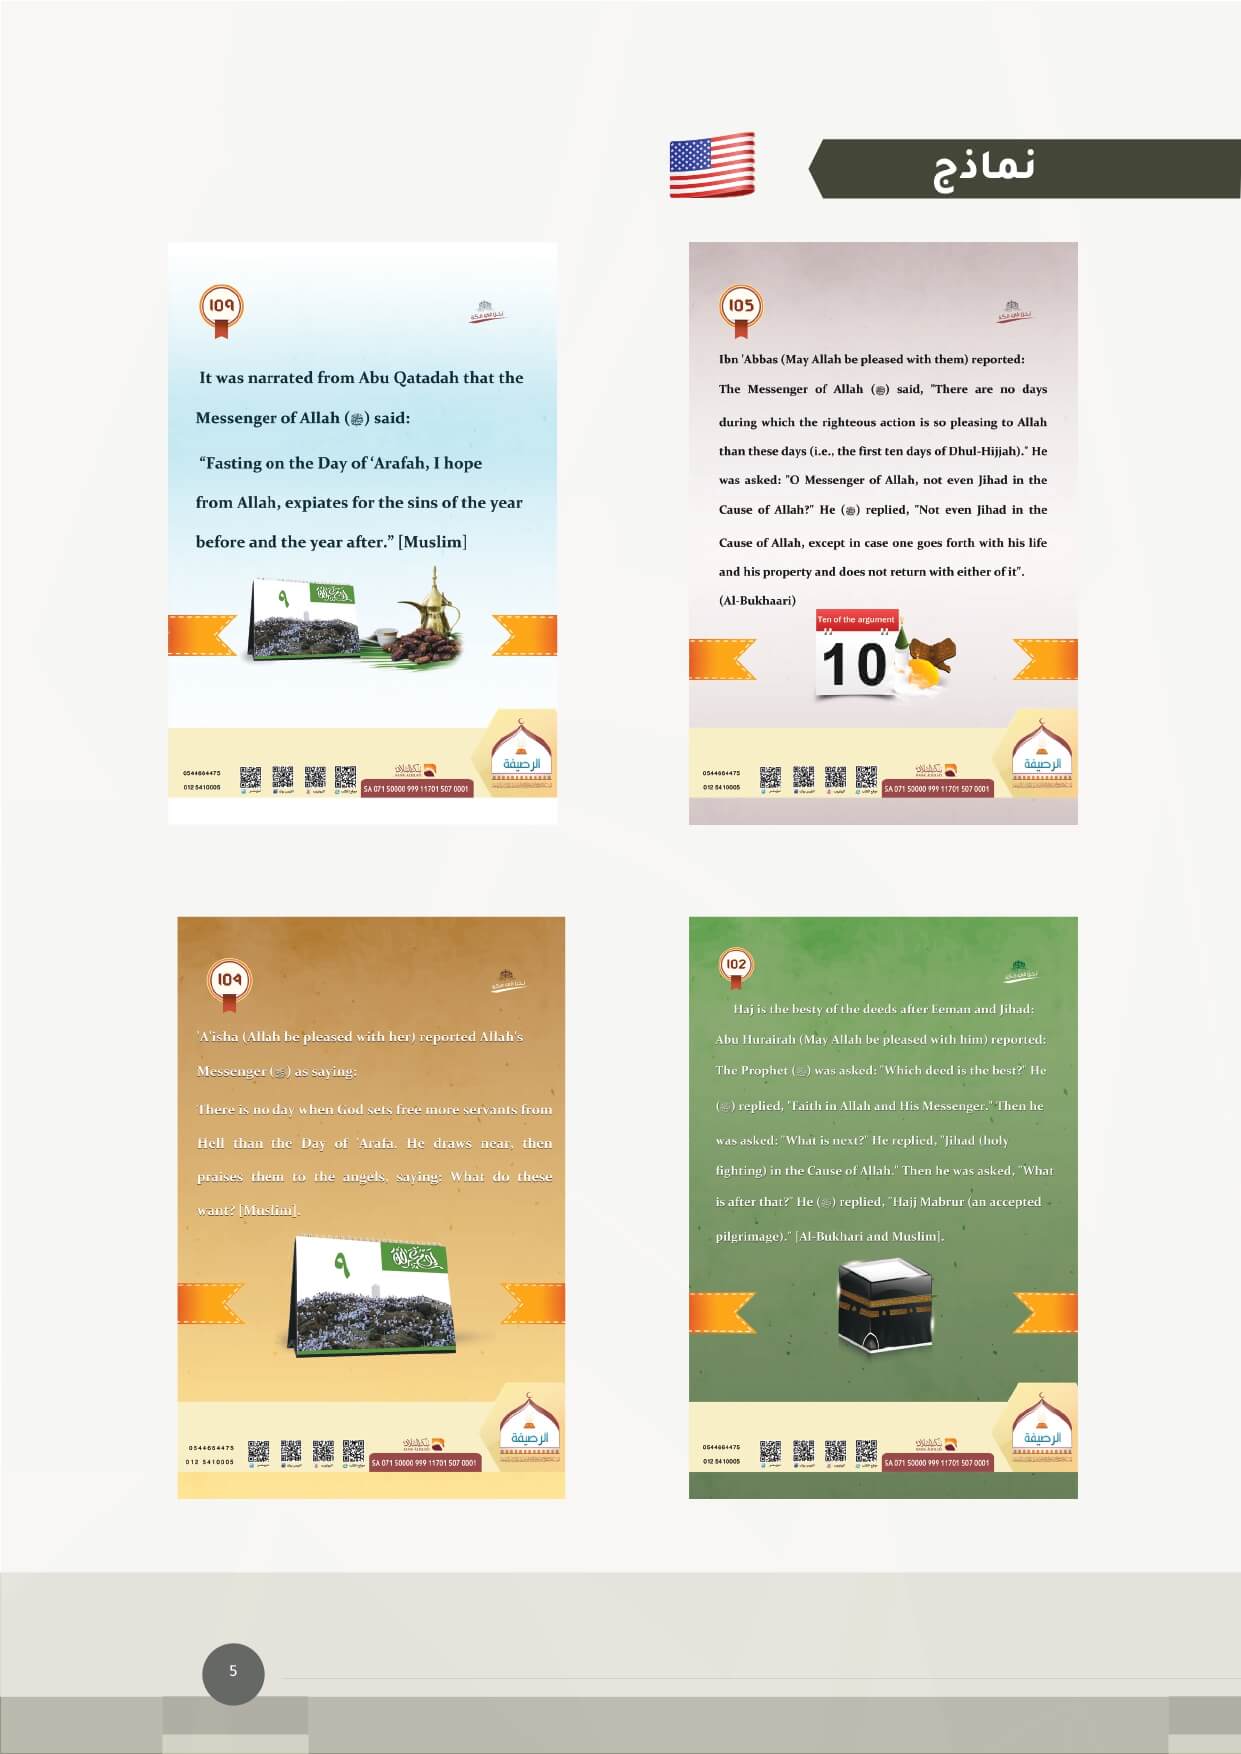 نماذج
109
It was narrated from Abu Qatadah that the
Messenger of Allah (ﷺ) said:
“Fasting on the Day of ‘Arafah, I hope
from Allah, expiates for the sins of the year
before and the year after.” [Muslim]
٩
0544664475
012 5410005
SA 071 50000 999 11701 507 0001
الرصيفة
105
نحن في مكة
Ibn 'Abbas (May Allah be pleased with them) reported:
The Messenger of Allah (ﷺ) said, "There are no days
during which the righteous action is so pleasing to Allah
than these days (i.e., the first ten days of Dhul-Hijjah)." He
was asked: "O Messenger of Allah, not even Jihad in the
Cause of Allah?" He (ﷺ) replied, "Not even Jihad in the
Cause of Allah, except in case one goes forth with his life
and his property and does not return with either of it".
(Al-Bukhaari)
Ten of the argument
10
0544664475
012 5410005
SA 071 50000 999 11701 507 0001
الرصيفة
109
'A'isha (Allah be pleased with her) reported Allah's
Messenger (ﷺ) as saying:
There is no day when God sets free more servants from
Hell than the Day of 'Arafa. He draws near, then
praises them to the angels, saying: What do these
want? [Muslim].
٩
0544664475
012 5410005
SA 071 50000 999 11701 507 0001
الرصيفة
102
Haj is the besty of the deeds after Eeman and Jihad:
Abu Hurairah (May Allah be pleased with him) reported:
The Prophet (ﷺ) was asked: "Which deed is the best?" He
(ﷺ) replied, "Faith in Allah and His Messenger." Then he
was asked: "What is next?" He replied, "Jihad (holy
fighting) in the Cause of Allah." Then he was asked, "What
is after that?" He (ﷺ) replied, "Hajj Mabrur (an accepted
pilgrimage)." [Al-Bukhari and Muslim].
0544664475
012 5410005
SA 071 50000 999 11701 507 0001
الرصيفة
5